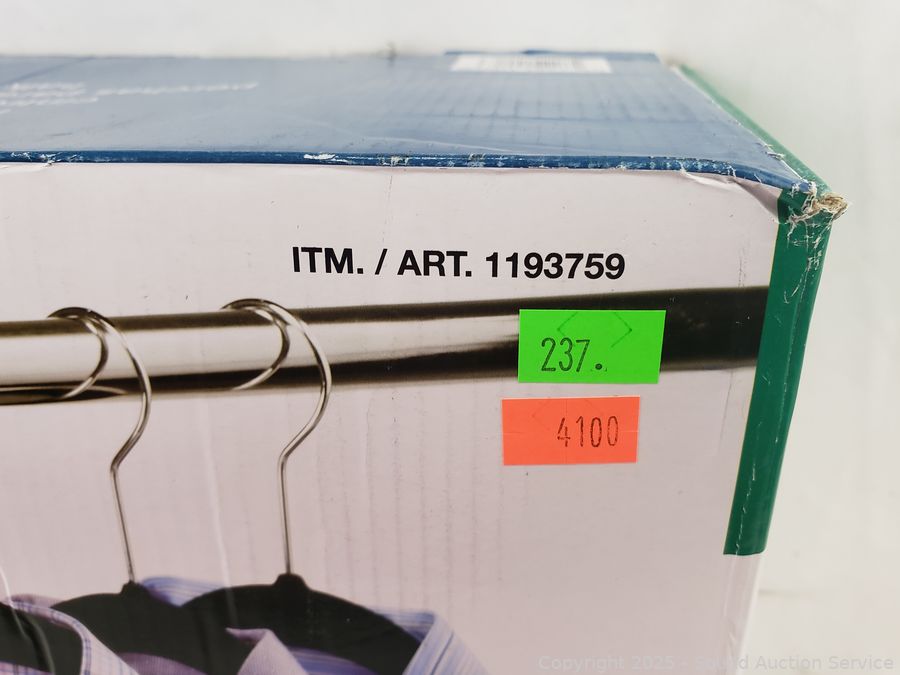 ITM. / ART. 1193759
237.
4100
Copyright 2025 - Sound Auction Service